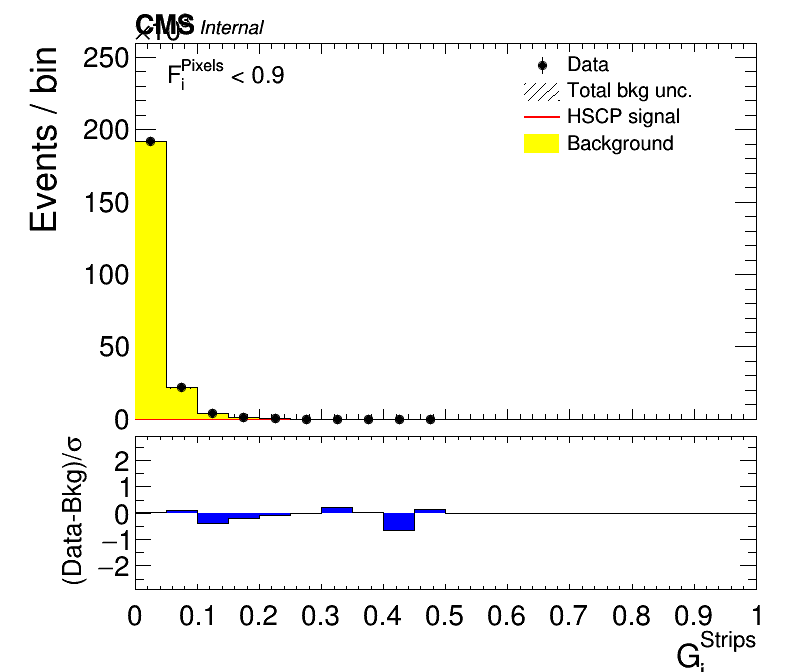 CMS Internal
×10³
F_i^Pixels < 0.9
Data
Total bkg unc.
HSCP signal
Background
Events / bin
250
200
150
100
50
0
(Data-Bkg)/σ
2
1
0
−1
−2
0 0.1 0.2 0.3 0.4 0.5 0.6 0.7 0.8 0.9 1
G_i^Strips